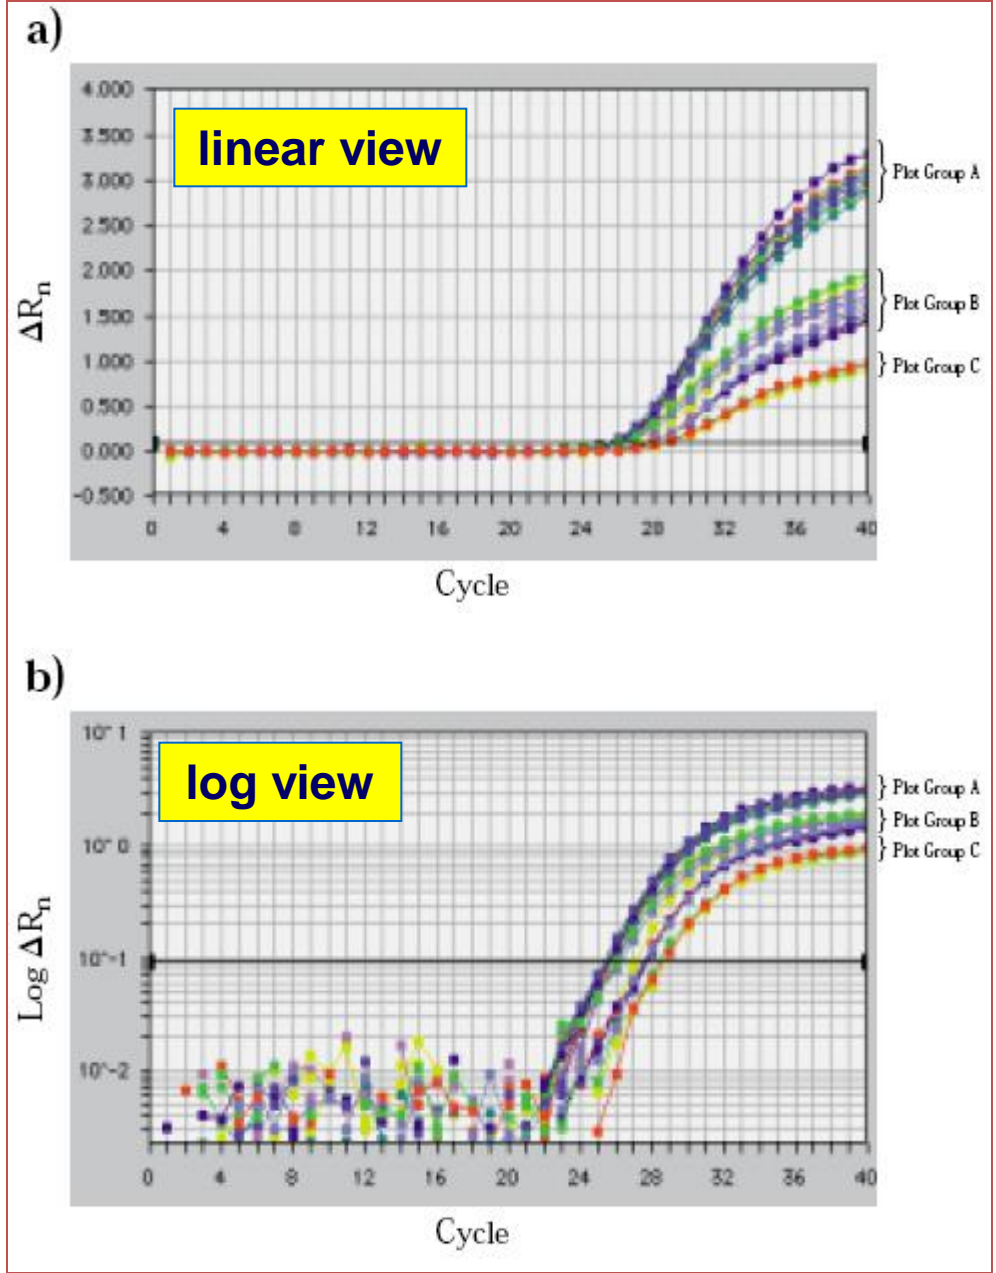 a)
linear view
4.000
3.500
3.000
2.500
2.000
1.500
1.000
0.500
0.000
-0.500
ΔRn
0 4 8 12 16 20 24 28 32 36 40
Cycle
} Plot Group A
} Plot Group B
} Plot Group C
b)
log view
10^1
10^0
10^-1
10^-2
Log ΔRn
0 4 8 12 16 20 24 28 32 36 40
Cycle
} Plot Group A
} Plot Group B
} Plot Group C